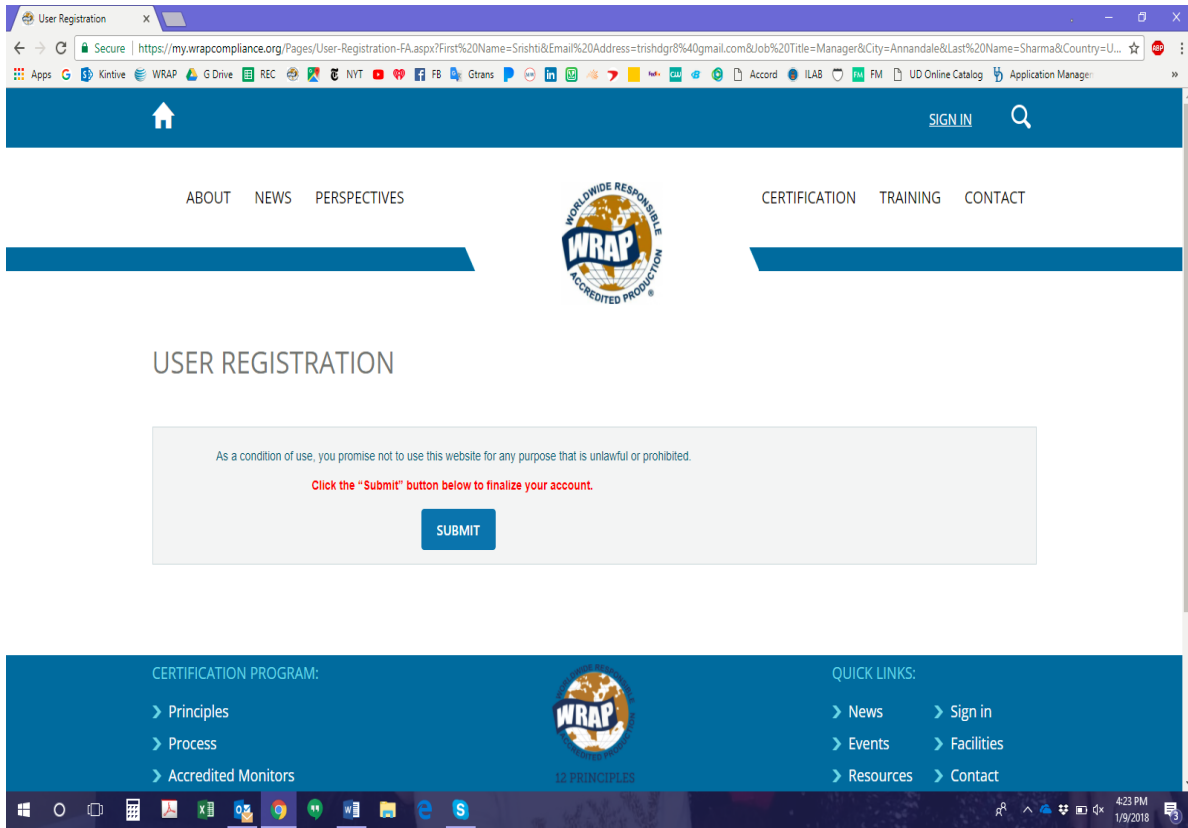 User Registration
Secure | https://my.wrapcompliance.org/Pages/User-Registration-FA.aspx?First%20Name=Srishti&Email%20Address=trishdgr8%40gmail.com&Job%20Title=Manager&City=Annandale&Last%20Name=Sharma&Country=U...
Apps Kintive WRAP G Drive REC NYT FB Gtrans Accord ILAB FM UD Online Catalog Application Manager
SIGN IN
ABOUT NEWS PERSPECTIVES CERTIFICATION TRAINING CONTACT
WORLDWIDE RESPONSIBLE
WRAP
ACCREDITED PRODUCTION
USER REGISTRATION
As a condition of use, you promise not to use this website for any purpose that is unlawful or prohibited.
Click the “Submit” button below to finalize your account.
SUBMIT
CERTIFICATION PROGRAM: QUICK LINKS:
Principles News Sign in
WRAP
Process Events Facilities
Accredited Monitors 12 PRINCIPLES Resources Contact
4:23 PM
1/9/2018